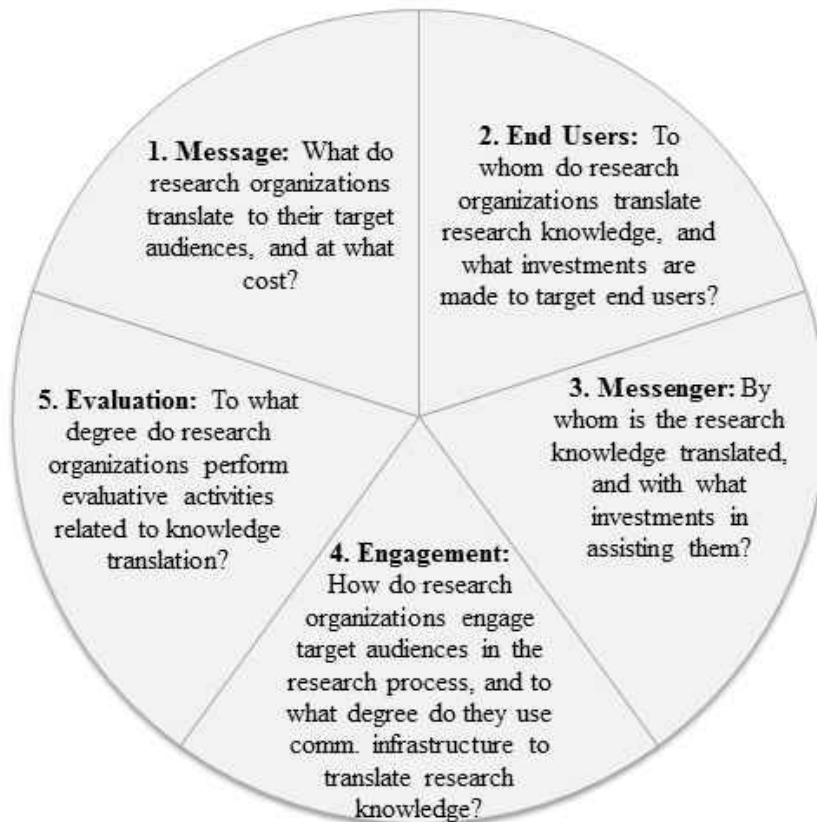 1. Message: What do
research organizations
translate to their target
audiences, and at what
cost?
2. End Users: To
whom do research
organizations translate
research knowledge, and
what investments are
made to target end users?
3. Messenger: By
whom is the research
knowledge translated,
and with what
investments in
assisting them?
4. Engagement:
How do research
organizations engage
target audiences in the
research process, and to
what degree do they use
comm. infrastructure to
translate research
knowledge?
5. Evaluation: To what
degree do research
organizations perform
evaluative activities
related to knowledge
translation?